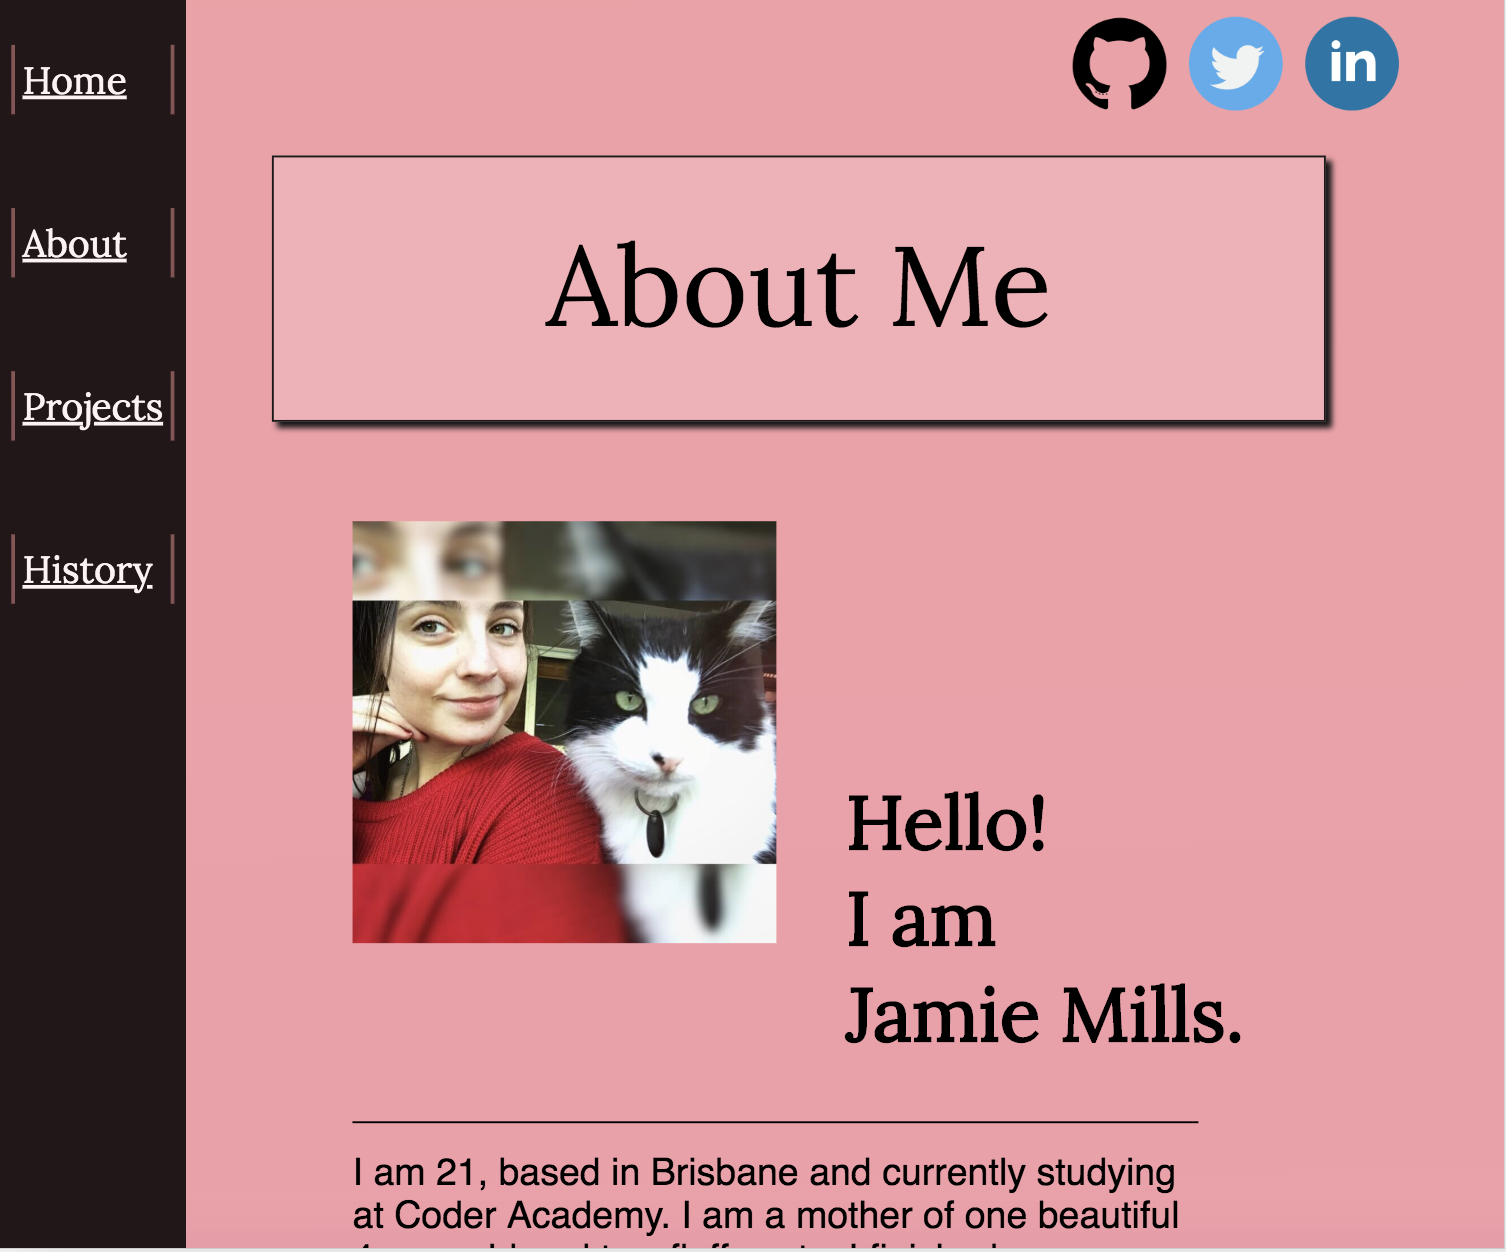 Home
About
Projects
History
in
About Me
Hello!
I am
Jamie Mills.
I am 21, based in Brisbane and currently studying
at Coder Academy. I am a mother of one beautiful